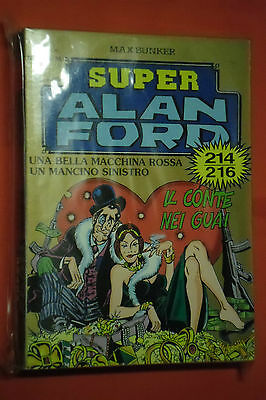 MAX BUNKER
SUPER
ALAN
FORD
UNA BELLA MACCHINA ROSSA
UN MANCINO SINISTRO
214
216
IL CONTE
NEI GUAI